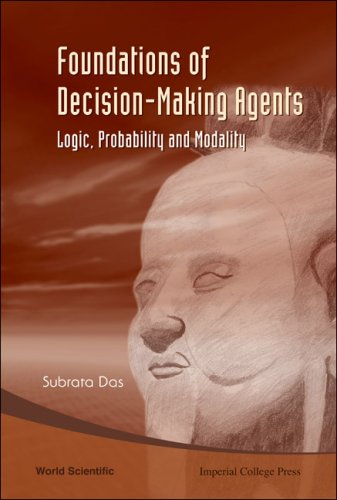 Foundations of
Decision-Making Agents
Logic, Probability and Modality
Subrata Das
World Scientific
Imperial College Press